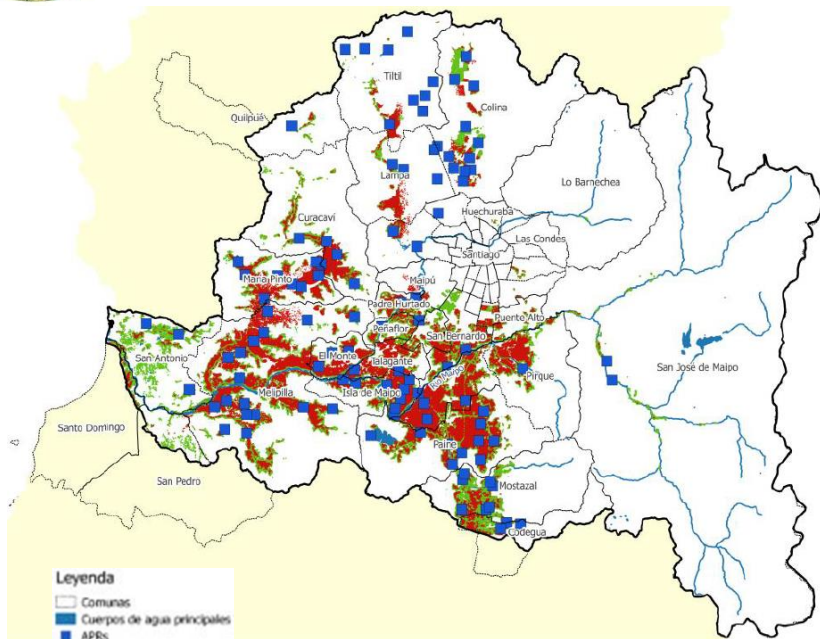 Tiltil
Colina
Quilpué
Lampa
Lo Barnechea
Curacaví
Huechuraba
Las Condes
Santiago
María Pinto
Maipú
Padre Hurtado
Puente Alto
Peñaflor
San Bernardo
San Antonio
El Monte
Talagante
San José de Maipo
Río Maipo
Pirque
Melipilla
Isla de Maipo
Santo Domingo
Paine
San Pedro
Mostazal
Codegua
Leyenda
Comunas
Cuerpos de agua principales
APRs